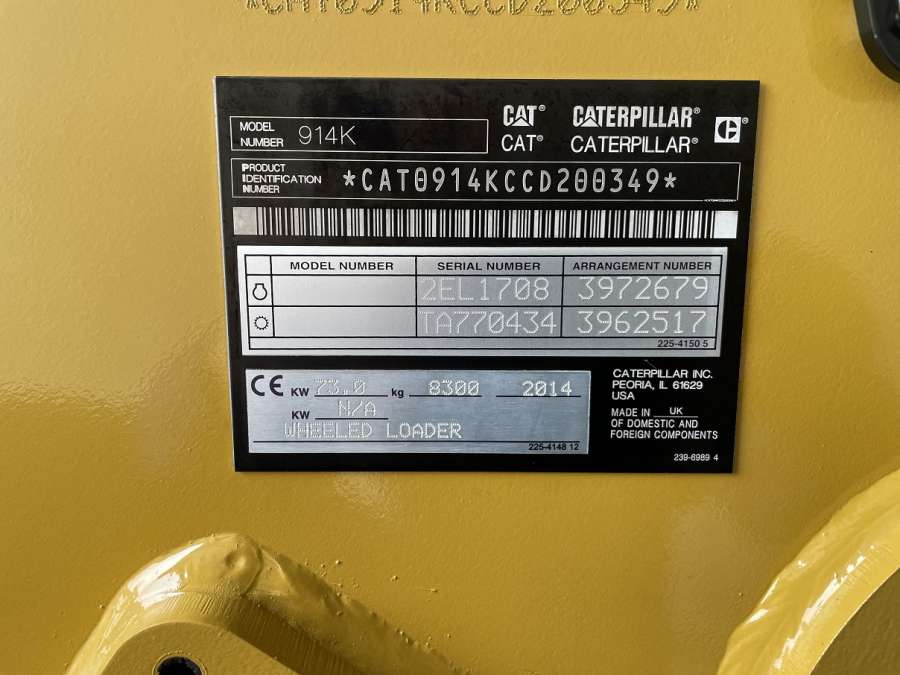 *CAT0914KCCD200349*
CAT® CATERPILLAR®
MODEL NUMBER 914K CAT® CATERPILLAR®
PRODUCT IDENTIFICATION NUMBER *CAT0914KCCD200349*
MODEL NUMBER SERIAL NUMBER ARRANGEMENT NUMBER
2EL1708 3972679
TA770434 3962517
225-4150 5
CE KW 73.0 kg 8300 2014
KW N/A
WHEELED LOADER
225-4148 12
CATERPILLAR INC.
PEORIA, IL 61629
USA
MADE IN UK
OF DOMESTIC AND
FOREIGN COMPONENTS
239-6989 4